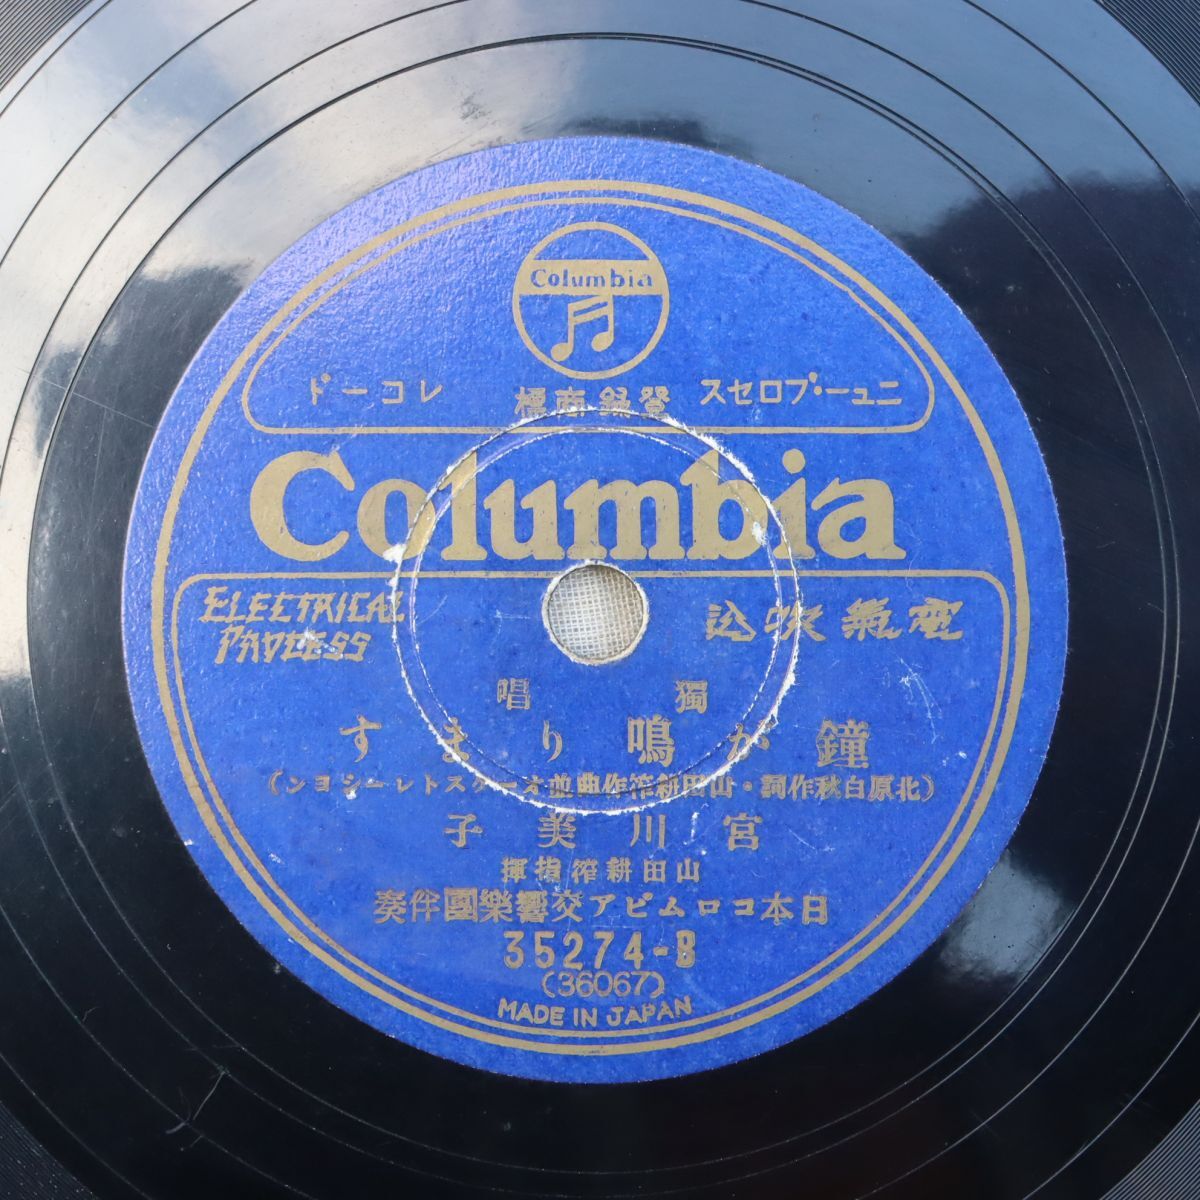 Columbia
ニュー・プロセス 登録商標 レコード
Columbia
ELECTRICAL PROCESS
電氣吹込
獨唱
鐘が鳴ります
(北原白秋作詞・山田耕筰作曲並オーケストレーシヨン)
宮川美子
山田耕筰指揮
日本コロムビア交響樂團伴奏
35274-B
(36067)
MADE IN JAPAN